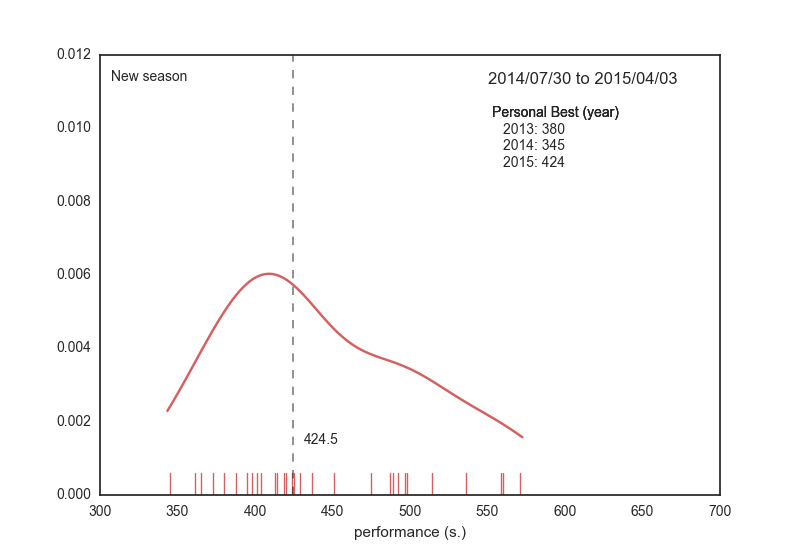 New season
2014/07/30 to 2015/04/03
Personal Best (year)
2013: 380
2014: 345
2015: 424
0.012
0.010
0.008
0.006
0.004
0.002
0.000
424.5
300 350 400 450 500 550 600 650 700
performance (s.)